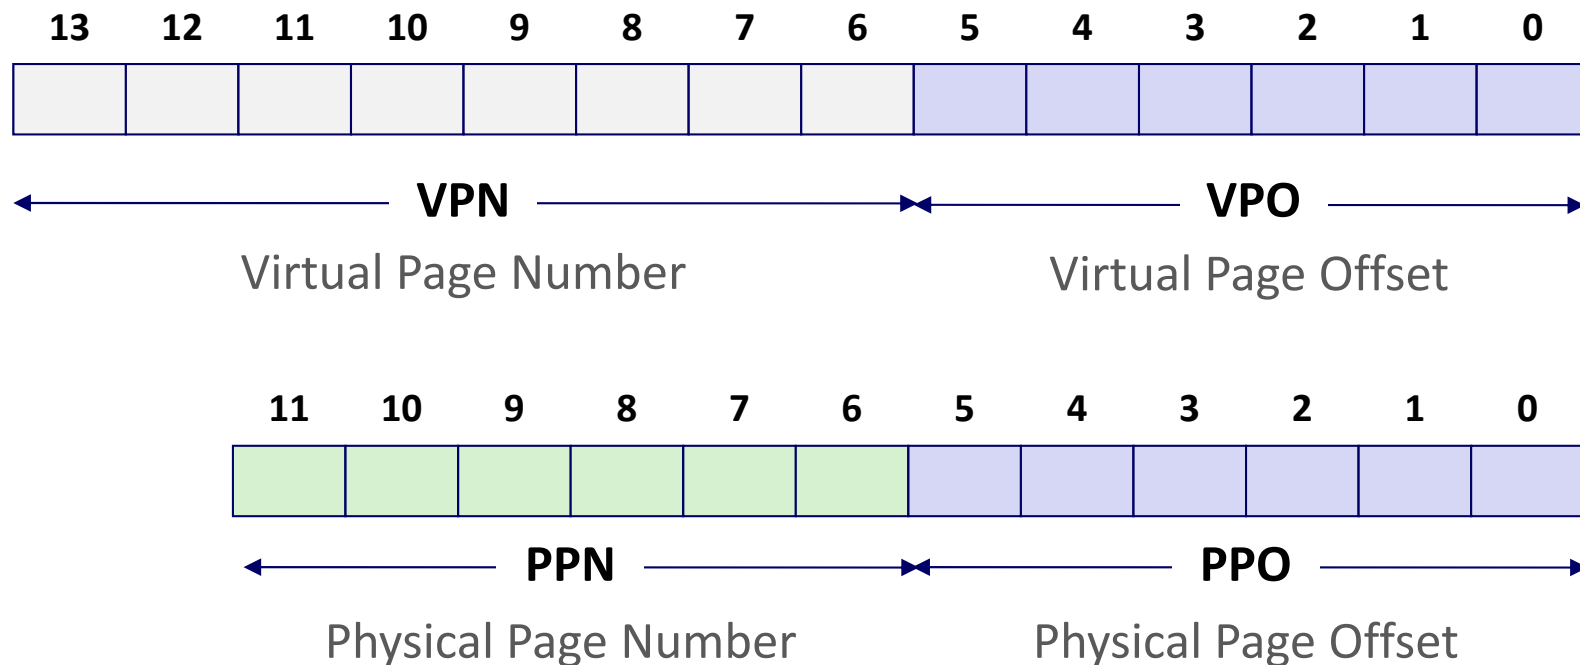 13 12 11 10 9 8 7 6 5 4 3 2 1 0
VPN VPO
Virtual Page Number Virtual Page Offset
11 10 9 8 7 6 5 4 3 2 1 0
PPN PPO
Physical Page Number Physical Page Offset